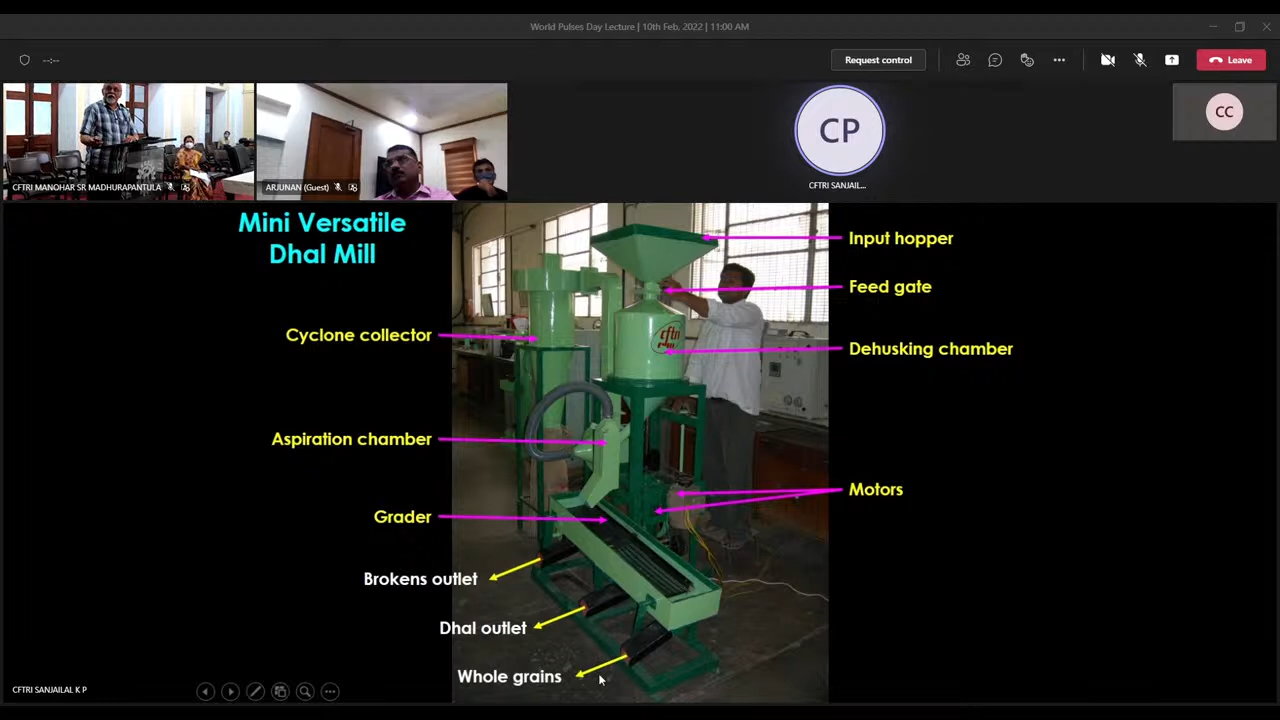 World Pulses Day Lecture | 10th Feb, 2022 | 11:00 AM
--:--
Request control
Leave
CFTRI MANOHAR SR MADHURAPANTULA
ARJUNAN (Guest)
CP
CFTRI SANJAIL...
CC
Mini Versatile
Dhal Mill
Input hopper
Feed gate
Cyclone collector
cftri
Dehusking chamber
Aspiration chamber
Motors
Grader
Brokens outlet
Dhal outlet
Whole grains
CFTRI SANJAILAL K P